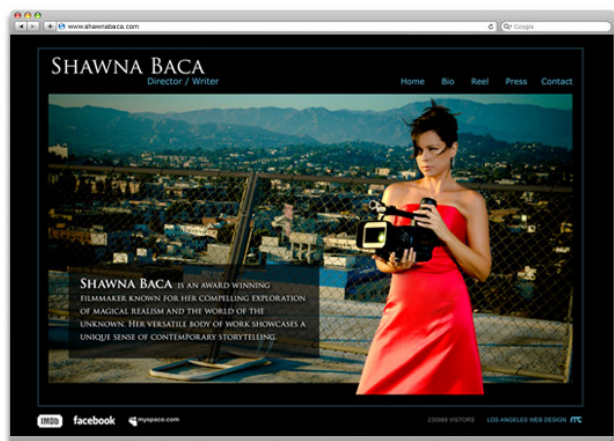 www.shawnabaca.com
Google
SHAWNA BACA
Director / Writer
Home Bio Reel Press Contact
SHAWNA BACA IS AN AWARD WINNING
FILMMAKER KNOWN FOR HER COMPELLING EXPLORATION
OF MAGICAL REALISM AND THE WORLD OF THE
UNKNOWN. HER VERSATILE BODY OF WORK SHOWCASES A
UNIQUE SENSE OF CONTEMPORARY STORYTELLING.
IMDb facebook myspace.com VISITORS LOS ANGELES WEB DESIGN